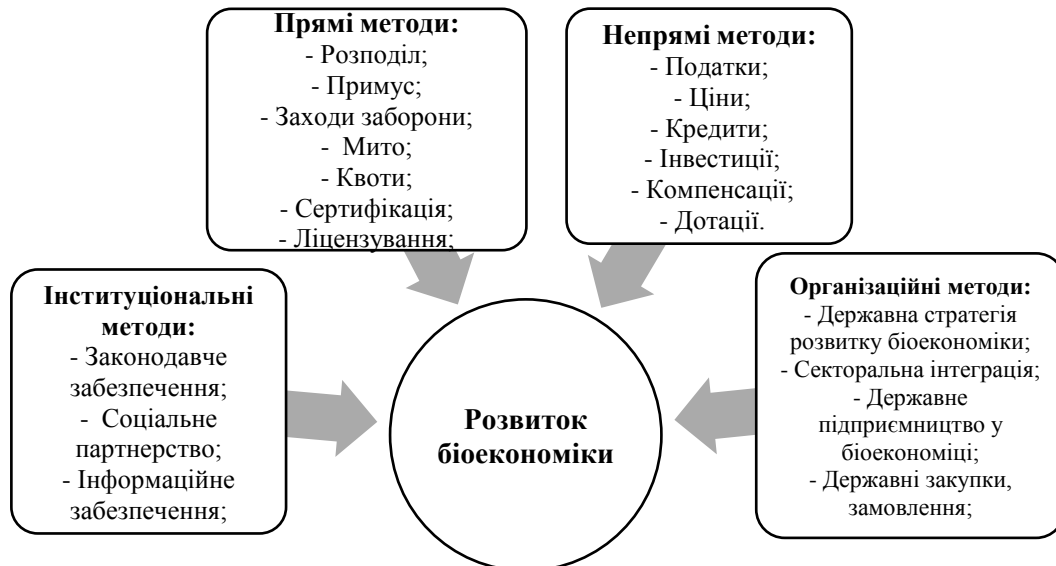 Прямі методи:
- Розподіл;
- Примус;
- Заходи заборони;
- Мито;
- Квоти;
- Сертифікація;
- Ліцензування;
Непрямі методи:
- Податки;
- Ціни;
- Кредити;
- Інвестиції;
- Компенсації;
- Дотації.
Інституціональні
методи:
- Законодавче
забезпечення;
- Соціальне
партнерство;
- Інформаційне
забезпечення;
Розвиток
біоекономіки
Організаційні методи:
- Державна стратегія
розвитку біоекономіки;
- Секторальна інтеграція;
- Державне
підприємництво у
біоекономіці;
- Державні закупки,
замовлення;